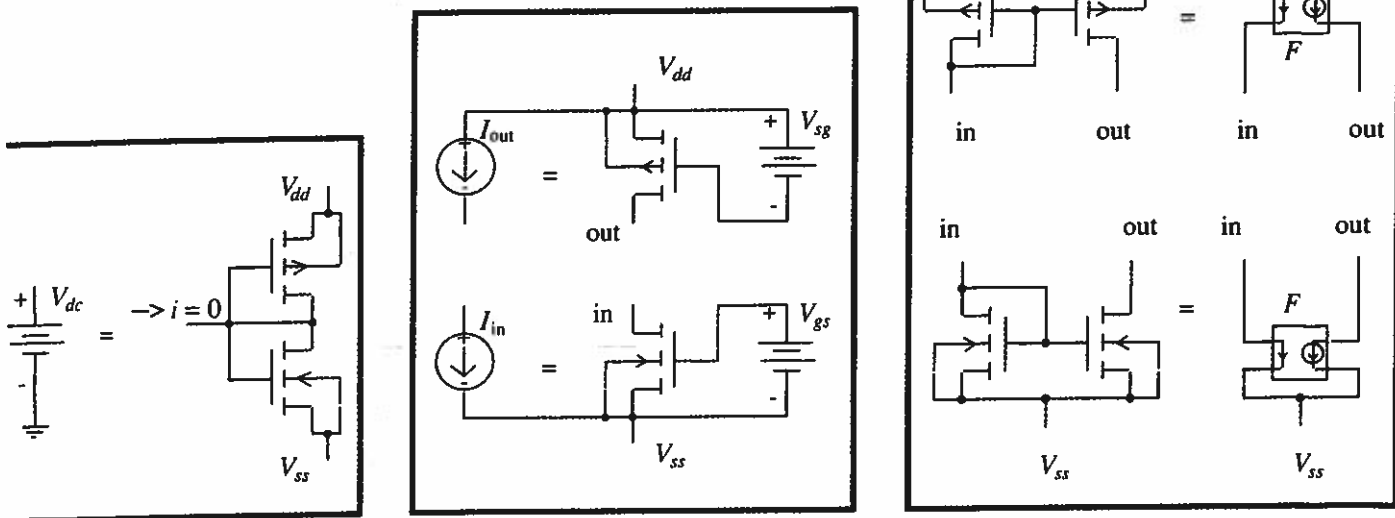 V_dd
+ V_dc = -> i = 0
-
V_ss
V_dd
I_out = + V_sg
-
out
in
I_in = + V_gs
-
V_ss
=
F
in out in out
in out in out
=
F
V_ss V_ss